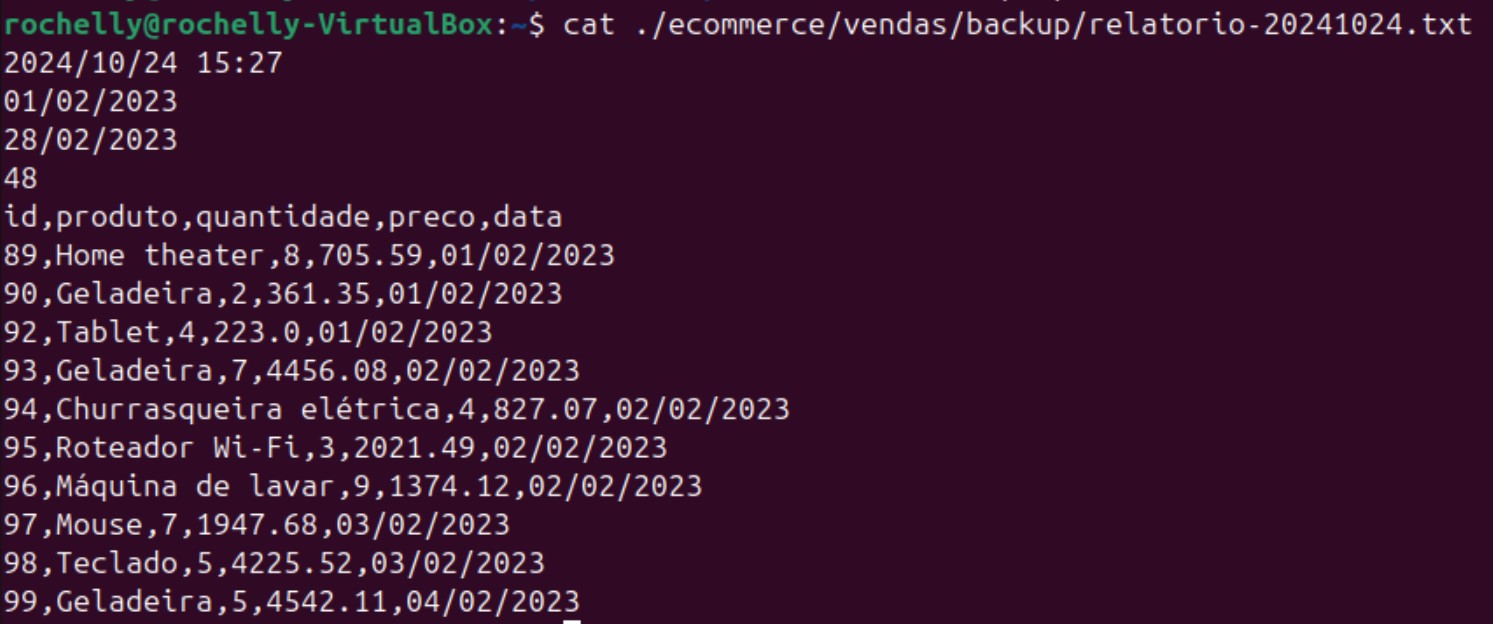 rochelly@rochelly-VirtualBox:~$ cat ./ecommerce/vendas/backup/relatorio-20241024.txt
2024/10/24 15:27
01/02/2023
28/02/2023
48
id,produto,quantidade,preco,data
89,Home theater,8,705.59,01/02/2023
90,Geladeira,2,361.35,01/02/2023
92,Tablet,4,223.0,01/02/2023
93,Geladeira,7,4456.08,02/02/2023
94,Churrasqueira elétrica,4,827.07,02/02/2023
95,Roteador Wi-Fi,3,2021.49,02/02/2023
96,Máquina de lavar,9,1374.12,02/02/2023
97,Mouse,7,1947.68,03/02/2023
98,Teclado,5,4225.52,03/02/2023
99,Geladeira,5,4542.11,04/02/2023